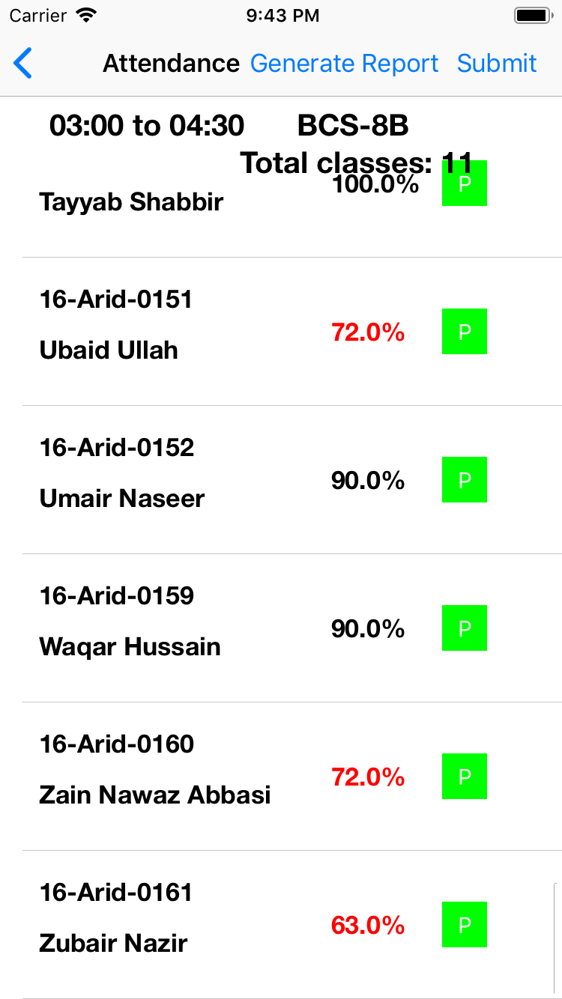 Carrier 9:43 PM
Attendance Generate Report Submit
03:00 to 04:30 BCS-8B
Total classes: 11
100.0% P
Tayyab Shabbir
16-Arid-0151
72.0% P
Ubaid Ullah
16-Arid-0152
90.0% P
Umair Naseer
16-Arid-0159
90.0% P
Waqar Hussain
16-Arid-0160
72.0% P
Zain Nawaz Abbasi
16-Arid-0161
63.0% P
Zubair Nazir